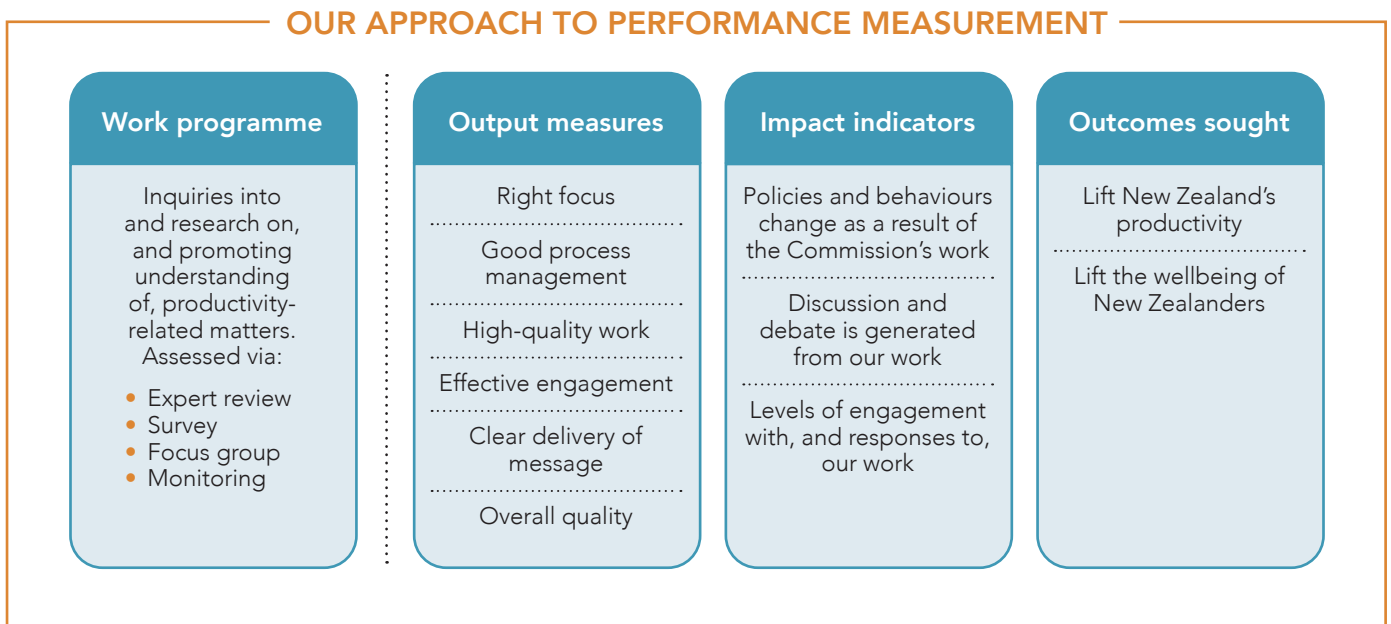 OUR APPROACH TO PERFORMANCE MEASUREMENT
Work programme
Inquiries into
and research on,
and promoting
understanding
of, productivity-
related matters.
Assessed via:
• Expert review
• Survey
• Focus group
• Monitoring
Output measures
Right focus
Good process
management
High-quality work
Effective engagement
Clear delivery of
message
Overall quality
Impact indicators
Policies and behaviours
change as a result of
the Commission’s work
Discussion and
debate is generated
from our work
Levels of engagement
with, and responses to,
our work
Outcomes sought
Lift New Zealand’s
productivity
Lift the wellbeing of
New Zealanders